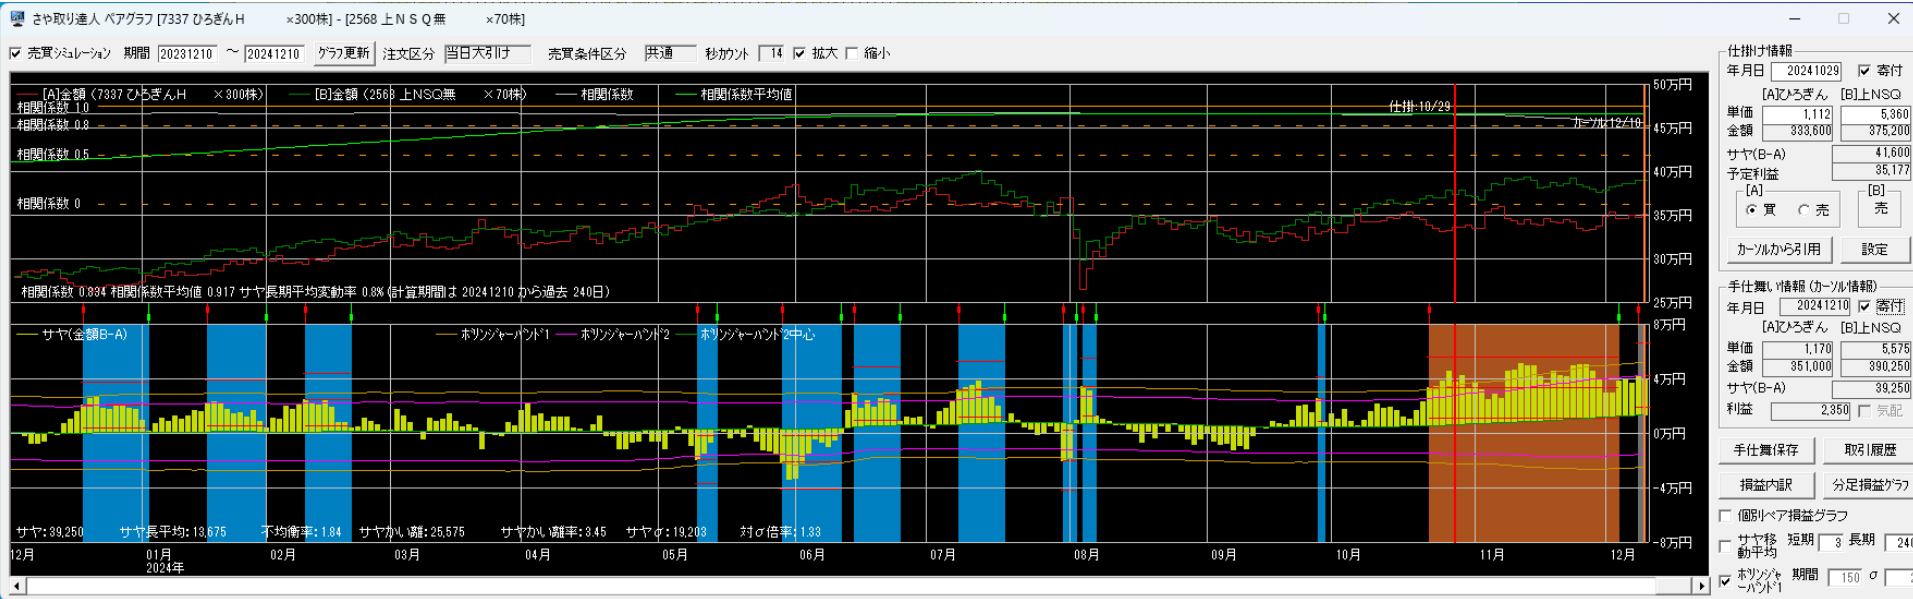 さや取り達人 ペアグラフ [7337 ひろぎんＨ ×300株] - [2568 上ＮＳＱ無 ×70株]
売買シミュレーション 期間 20231210 ～ 20241210 グラフ更新 注文区分 当日大引け 売買条件区分 共通 秒カウント 14 拡大 縮小
[A]金額 (7337 ひろぎんＨ ×300株) [B]金額 (2568 上NSQ無 ×70株) 相関係数 相関係数平均値
相関係数 1.0
相関係数 0.8
相関係数 0.5
相関係数 0
仕掛:10/29
カーソル:12/10
50万円
45万円
40万円
35万円
30万円
25万円
相関係数 0.834 相関係数平均値 0.917 サヤ長期平均変動率 0.8% (計算期間は 20241210 から過去 240日)
サヤ(金額B-A) ボリンジャーバンド1 ボリンジャーバンド2 ボリンジャーバンド2中心
8万円
4万円
0万円
-4万円
-8万円
サヤ:39,250 サヤ長平均:13,675 不均衡率:1.84 サヤかい離:25,575 サヤかい離率:3.45 サヤσ:19,203 対σ倍率:1.33
12月 01月 02月 03月 04月 05月 06月 07月 08月 09月 10月 11月 12月
2024年
仕掛け情報
年月日 20241029 寄付
[A]ひろぎん [B]上NSQ
単価 1,112 5,360
金額 333,600 375,200
サヤ(B-A) 41,600
予定利益 35,177
[A] [B]
買 売 売
カーソルから引用 設定
手仕舞い情報 (カーソル情報)
年月日 20241210 寄付
[A]ひろぎん [B]上NSQ
単価 1,170 5,575
金額 351,000 390,250
サヤ(B-A) 39,250
利益 2,350 気配
手仕舞保存 取引履歴
損益内訳 分足損益グラフ
個別ペア損益グラフ
サヤ移動平均 短期 3 長期 240
ボリンジャーバンド1 期間 150 σ